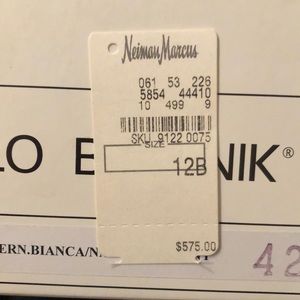 Neiman Marcus
061 53 226
5854 44410
10 499 9
SKU 9122 0075
SIZE
12B
LO B NIK®
ERN.BIANCA/N
42
$575.00